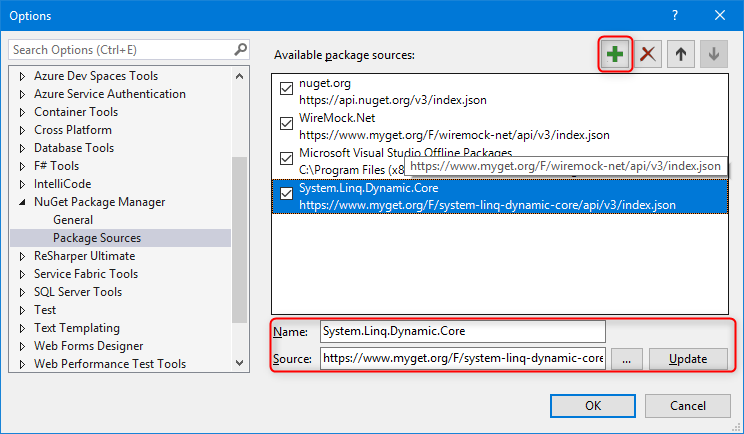 Options
?
Search Options (Ctrl+E)
Azure Dev Spaces Tools
Azure Service Authentication
Container Tools
Cross Platform
Database Tools
F# Tools
IntelliCode
NuGet Package Manager
General
Package Sources
ReSharper Ultimate
Service Fabric Tools
SQL Server Tools
Test
Text Templating
Web Forms Designer
Web Performance Test Tools
Available package sources:
nuget.org
https://api.nuget.org/v3/index.json
WireMock.Net
https://www.myget.org/F/wiremock-net/api/v3/index.json
Microsoft Visual Studio Offline Packages
C:\Program Files (x8
https://www.myget.org/F/wiremock-net/api/v3/index.json
System.Linq.Dynamic.Core
https://www.myget.org/F/system-linq-dynamic-core/api/v3/index.json
Name: System.Linq.Dynamic.Core
Source: https://www.myget.org/F/system-linq-dynamic-core ... Update
OK Cancel